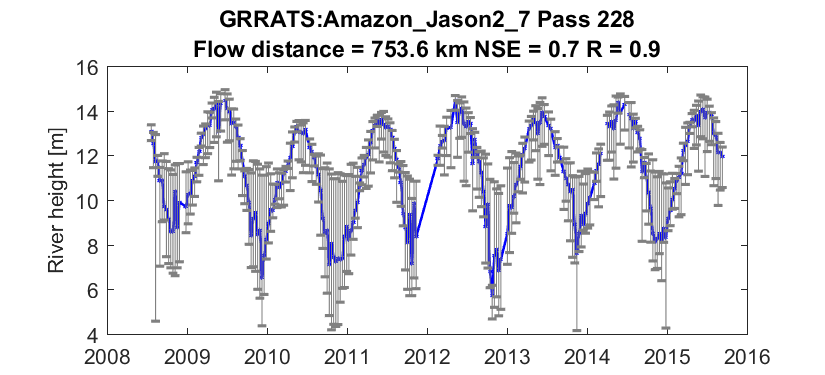 GRRATS:Amazon_Jason2_7 Pass 228
Flow distance = 753.6 km NSE = 0.7 R = 0.9
River height [m]
16
14
12
10
8
6
4
2008 2009 2010 2011 2012 2013 2014 2015 2016